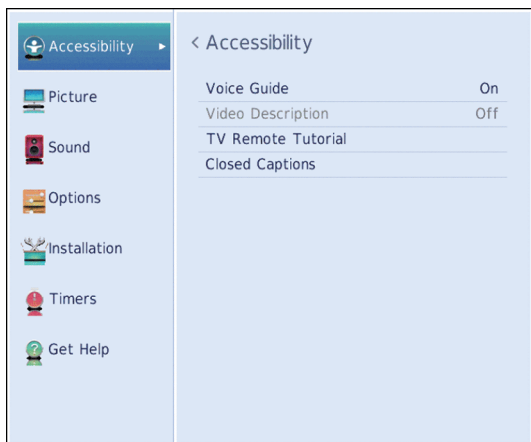 Accessibility
Picture
Sound
Options
Installation
Timers
Get Help
< Accessibility
Voice Guide On
Video Description Off
TV Remote Tutorial
Closed Captions